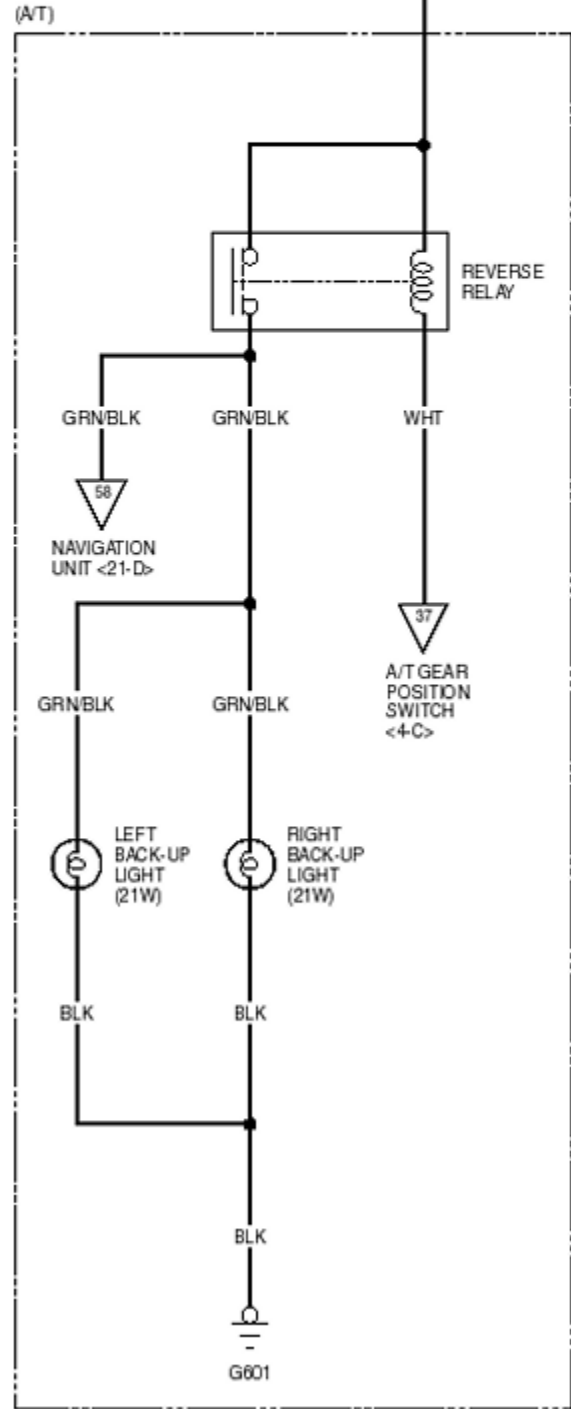 (A/T)
REVERSE
RELAY
GRN/BLK
GRN/BLK
WHT
58
NAVIGATION
UNIT <21-D>
37
A/T GEAR
POSITION
SWITCH
<4-C>
GRN/BLK
GRN/BLK
LEFT
BACK-UP
LIGHT
(21W)
RIGHT
BACK-UP
LIGHT
(21W)
BLK
BLK
BLK
G601